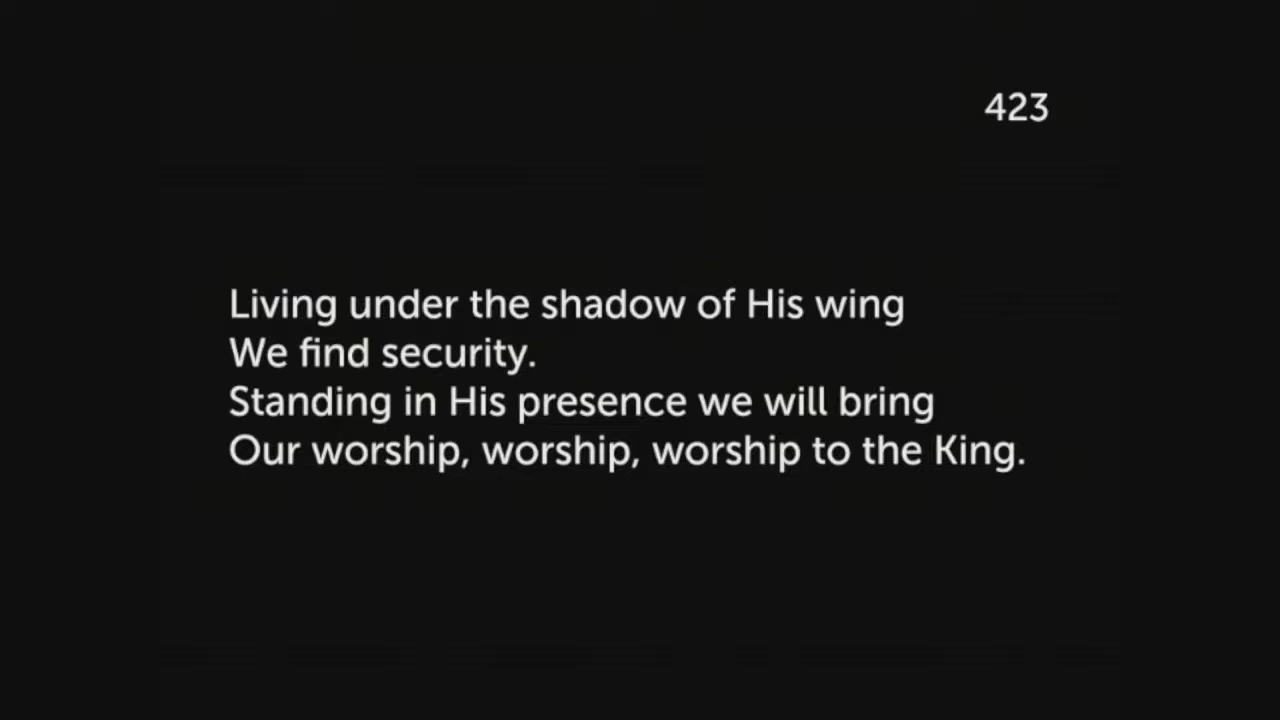 423
Living under the shadow of His wing
We find security.
Standing in His presence we will bring
Our worship, worship, worship to the King.